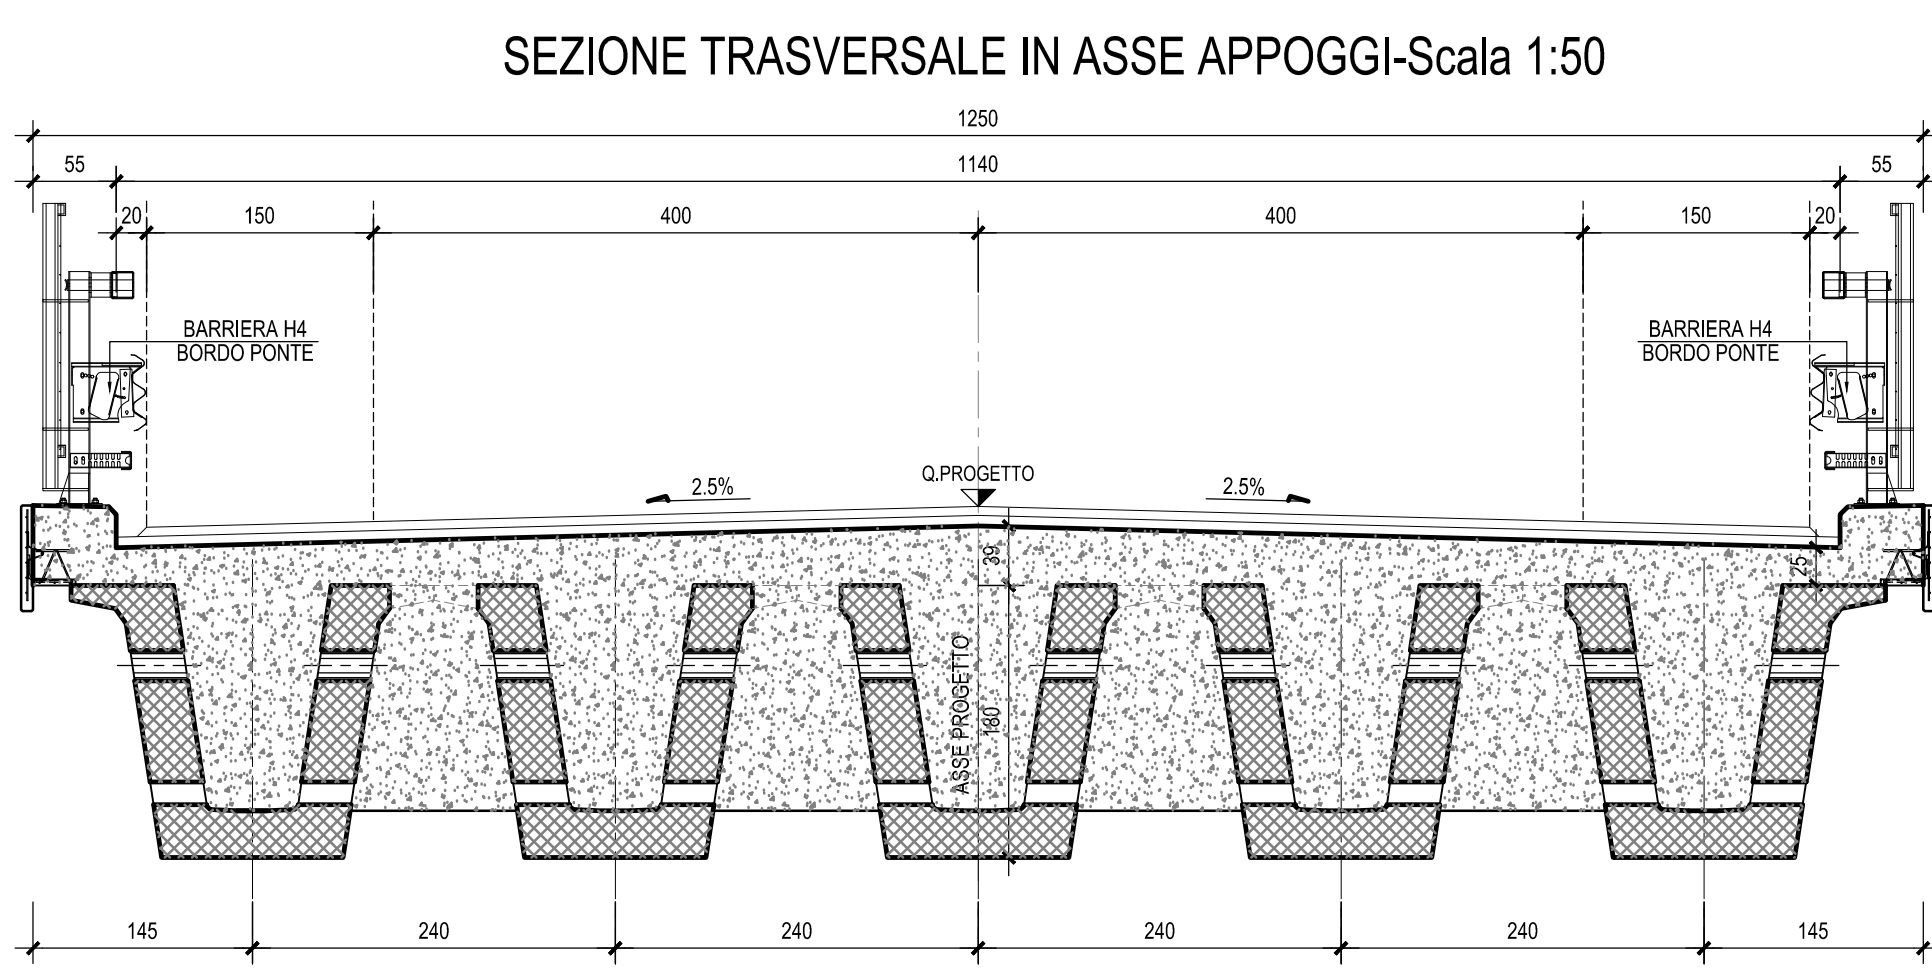 SEZIONE TRASVERSALE IN ASSE APPOGGI-Scala 1:50
1250
55 1140 55
20 150 400 400 150 20
BARRIERA H4
BORDO PONTE
BARRIERA H4
BORDO PONTE
Q.PROGETTO
2.5% 2.5%
39
25
ASSE PROGETTO
180
145 240 240 240 240 145